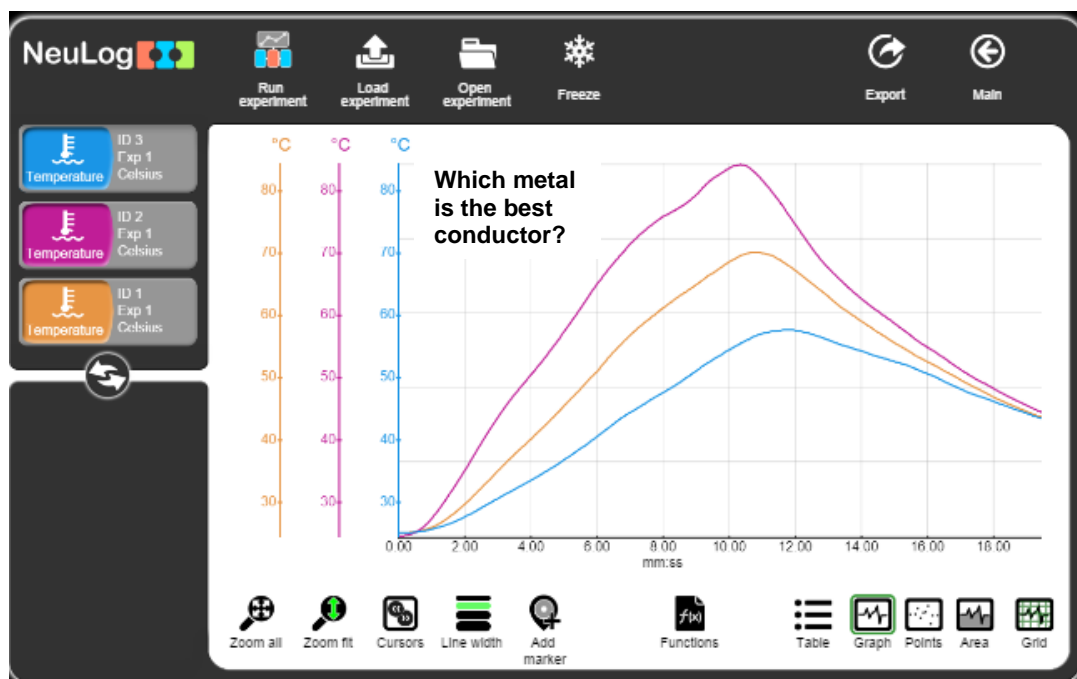 NeuLog
Run
experiment
Load
experiment
Open
experiment
Freeze
Export
Main
ID 3
Exp 1
Celsius
Temperature
ID 2
Exp 1
Celsius
Temperature
ID 1
Exp 1
Celsius
Temperature
°C °C °C
Which metal
is the best
conductor?
80 80 80
70 70 70
60 60 60
50 50 50
40 40 40
30 30 30
0.00 2.00 4.00 6.00 8.00 10.00 12.00 14.00 16.00 18.00
mm:ss
Zoom all
Zoom fit
Cursors
Line width
Add
marker
f(x)
Functions
Table
Graph
Points
Area
Grid